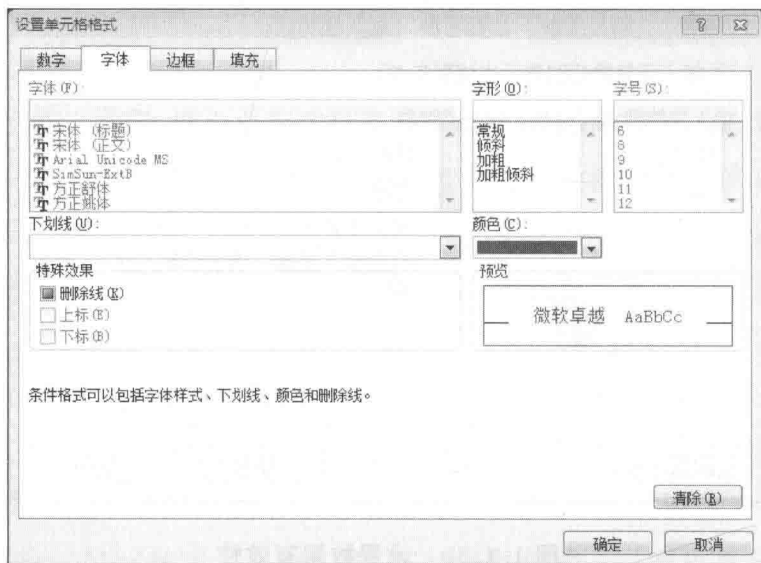 设置单元格格式
数字 字体 边框 填充
字体(F): 字形(O): 字号(S):
宋体 (标题) 常规 6
宋体 (正文) 倾斜 8
Arial Unicode MS 加粗 9
SimSun-ExtB 加粗倾斜 10
方正舒体 11
方正姚体 12
下划线(U): 颜色(C):
特殊效果 预览
删除线(K)
上标(E)
下标(B)
微软卓越 AaBbCc
条件格式可以包括字体样式、下划线、颜色和删除线。
清除(R)
确定 取消